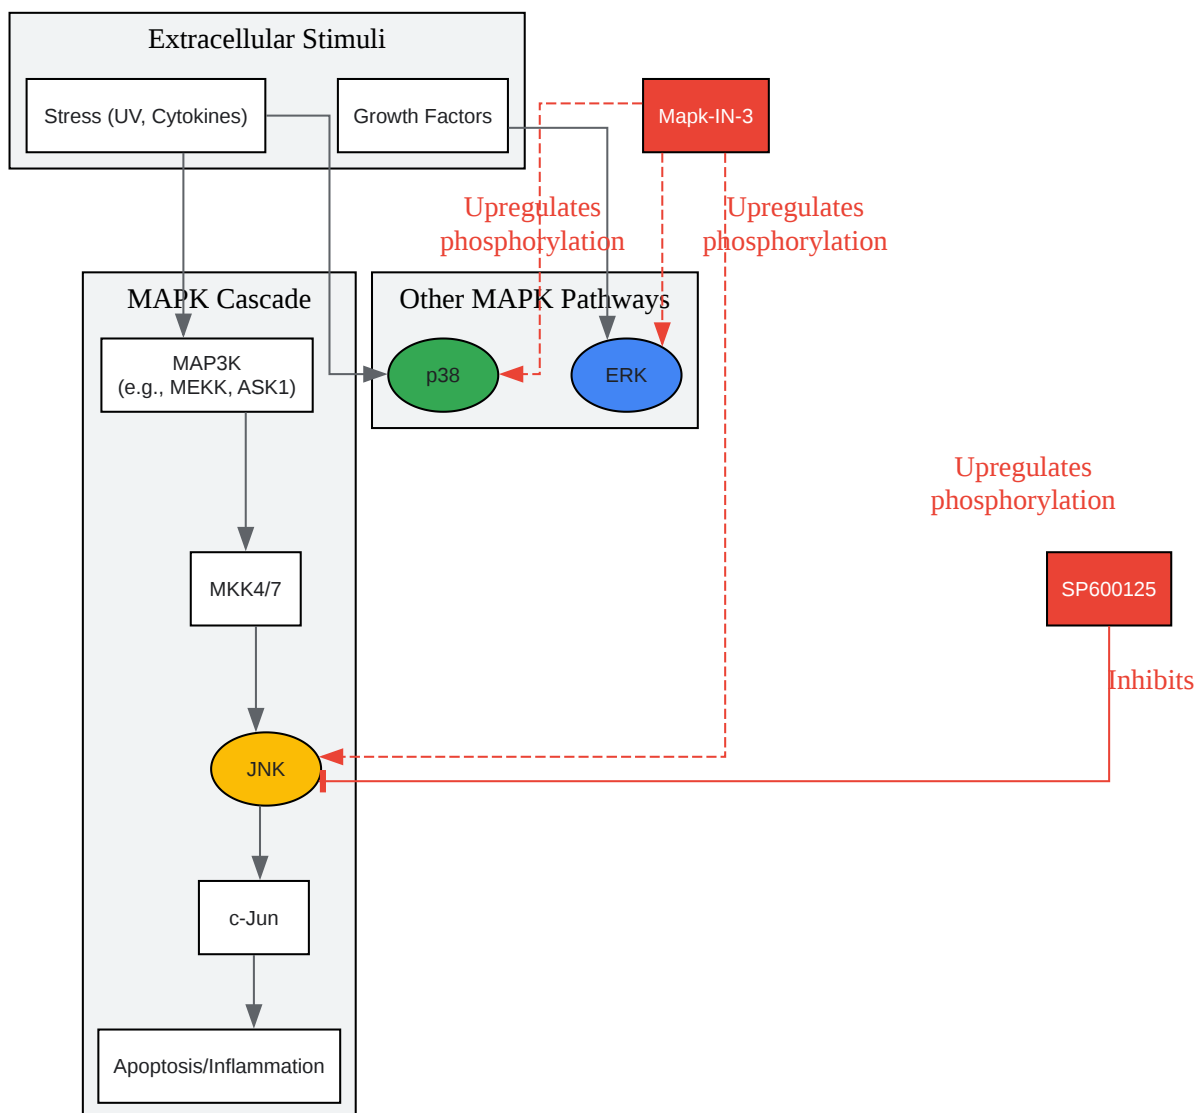 Extracellular Stimuli
Stress (UV, Cytokines)
Growth Factors
Mapk-IN-3
Upregulates
phosphorylation
Upregulates
phosphorylation
MAPK Cascade
Other MAPK Pathways
MAP3K
(e.g., MEKK, ASK1)
p38
ERK
Upregulates
phosphorylation
MKK4/7
SP600125
Inhibits
JNK
c-Jun
Apoptosis/Inflammation